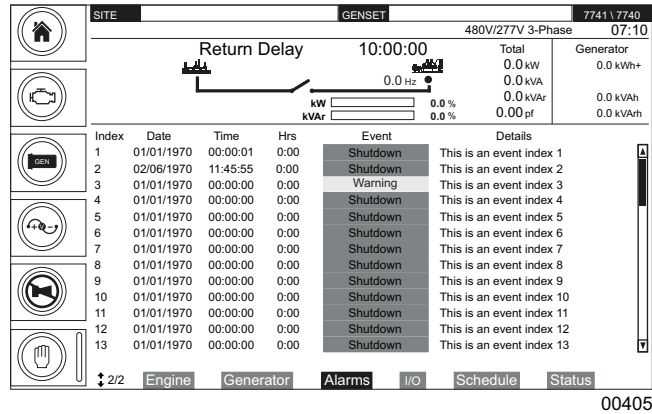 SITE GENSET 7741 \ 7740
480V/277V 3-Phase 07:10
Return Delay 10:00:00 Total Generator
0.0 kW 0.0 kWh+
0.0 Hz 0.0 kVA
0.0 kVAr 0.0 kVAh
kW 0.0 % 0.00 pf 0.0 kVArh
kVAr 0.0 %
Index Date Time Hrs Event Details
1 01/01/1970 00:00:01 0:00 Shutdown This is an event index 1
2 02/06/1970 11:45:55 0:00 Shutdown This is an event index 2
3 01/01/1970 00:00:00 0:00 Warning This is an event index 3
4 01/01/1970 00:00:00 0:00 Shutdown This is an event index 4
5 01/01/1970 00:00:00 0:00 Shutdown This is an event index 5
6 01/01/1970 00:00:00 0:00 Shutdown This is an event index 6
7 01/01/1970 00:00:00 0:00 Shutdown This is an event index 7
8 01/01/1970 00:00:00 0:00 Shutdown This is an event index 8
9 01/01/1970 00:00:00 0:00 Shutdown This is an event index 9
10 01/01/1970 00:00:00 0:00 Shutdown This is an event index 10
11 01/01/1970 00:00:00 0:00 Shutdown This is an event index 11
12 01/01/1970 00:00:00 0:00 Shutdown This is an event index 12
13 01/01/1970 00:00:00 0:00 Shutdown This is an event index 13
GEN
2/2 Engine Generator Alarms I/O Schedule Status
00405